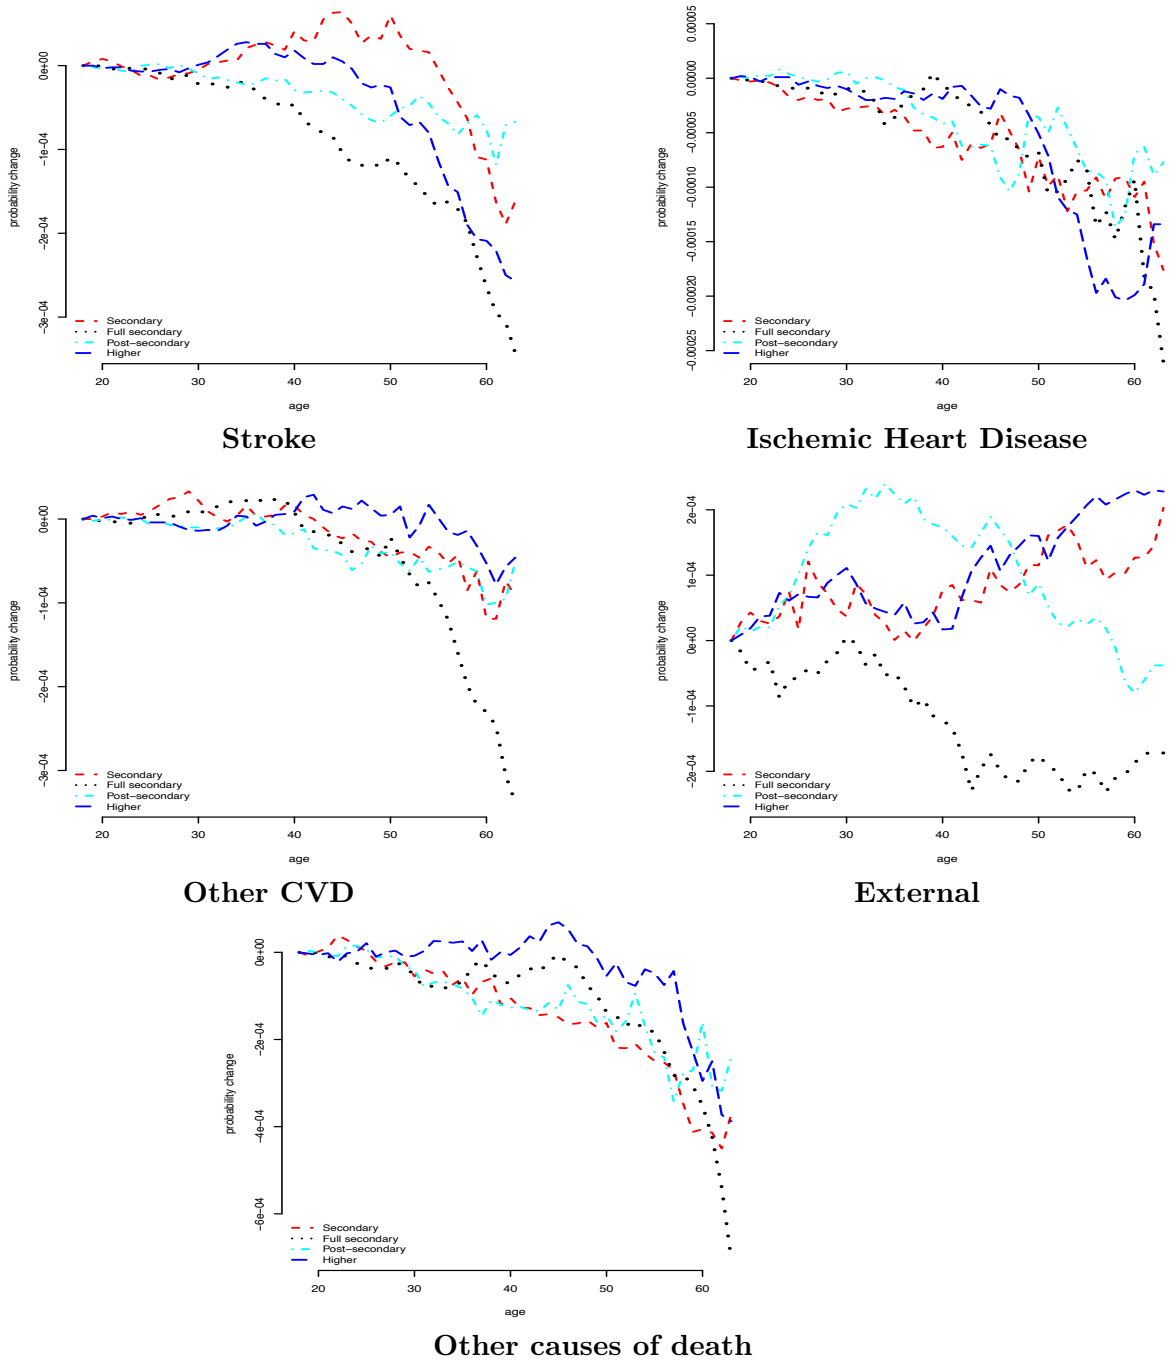 probability change
0e+00
−1e−04
−2e−04
−3e−04
Secondary
Full secondary
Post−secondary
Higher
20 30 40 50 60
age
Stroke
probability change
0.00005
0.00000
−0.00005
−0.00010
−0.00015
−0.00020
−0.00025
Secondary
Full secondary
Post−secondary
Higher
20 30 40 50 60
age
Ischemic Heart Disease
probability change
0e+00
−1e−04
−2e−04
−3e−04
Secondary
Full secondary
Post−secondary
Higher
20 30 40 50 60
age
Other CVD
probability change
2e−04
1e−04
0e+00
−1e−04
−2e−04
Secondary
Full secondary
Post−secondary
Higher
20 30 40 50 60
age
External
probability change
0e+00
−2e−04
−4e−04
−6e−04
Secondary
Full secondary
Post−secondary
Higher
20 30 40 50 60
age
Other causes of death